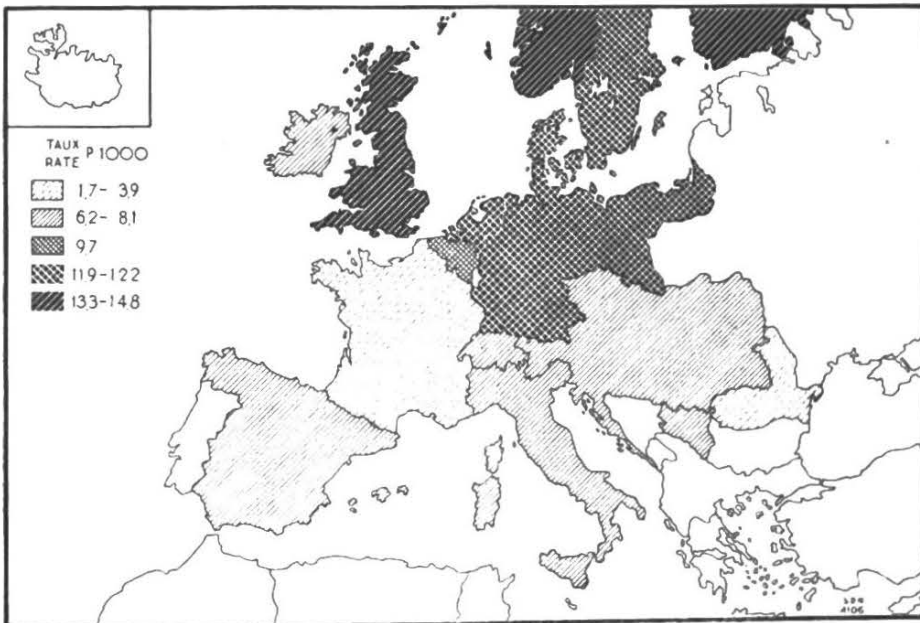 TAUX
RATE P 1000
1,7 - 3,9
6,2 - 8,1
9,7
11,9 - 12,2
13,3 - 14,8
S D N
4106